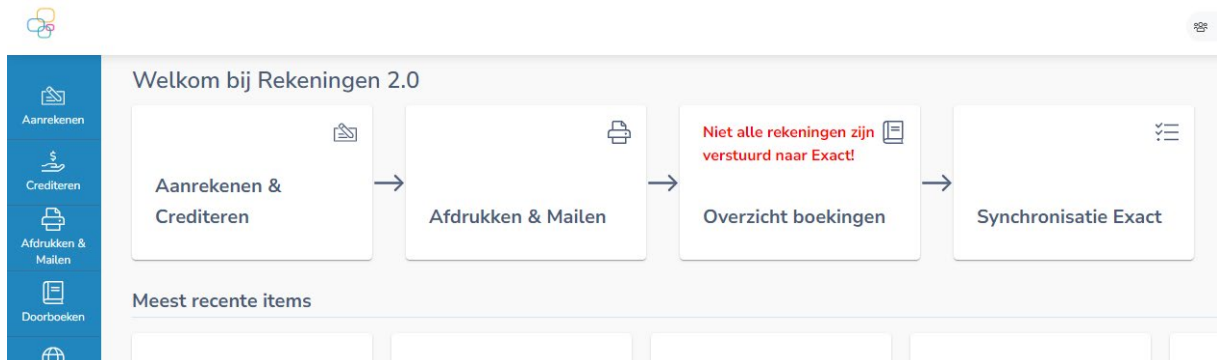 Welkom bij Rekeningen 2.0
Aanrekenen
Crediteren
Afdrukken &
Mailen
Doorboeken
Aanrekenen &
Crediteren
Afdrukken & Mailen
Niet alle rekeningen zijn
verstuurd naar Exact!
Overzicht boekingen
Synchronisatie Exact
Meest recente items